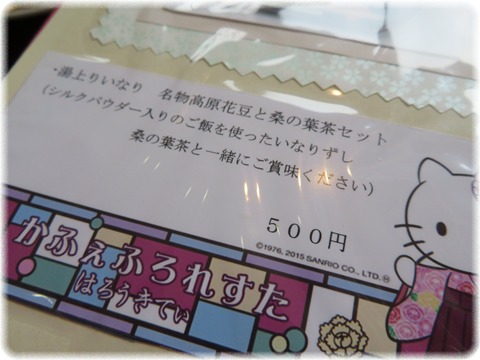 ・湯上りいなり　名物高原花豆と桑の葉茶セット
（シルクパウダー入りのご飯を使ったいなりずし
桑の葉茶と一緒にご賞味ください）
５００円
©1976, 2015 SANRIO CO., LTD. Ⓗ
かふぇふろれすた
はろうきてぃ